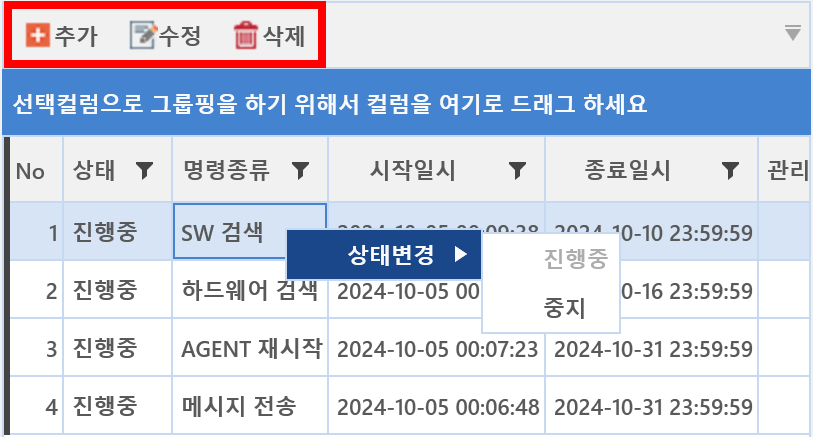 추가 수정 삭제
선택컬럼으로 그룹핑을 하기 위해서 컬럼을 여기로 드래그 하세요
No 상태 명령종류 시작일시 종료일시 관리
1 진행중 SW 검색 2024-10-05 00:09:38 2024-10-10 23:59:59
상태변경 진행중
중지
2 진행중 하드웨어 검색 2024-10-05 00 0-16 23:59:59
3 진행중 AGENT 재시작 2024-10-05 00:07:23 2024-10-31 23:59:59
4 진행중 메시지 전송 2024-10-05 00:06:48 2024-10-31 23:59:59